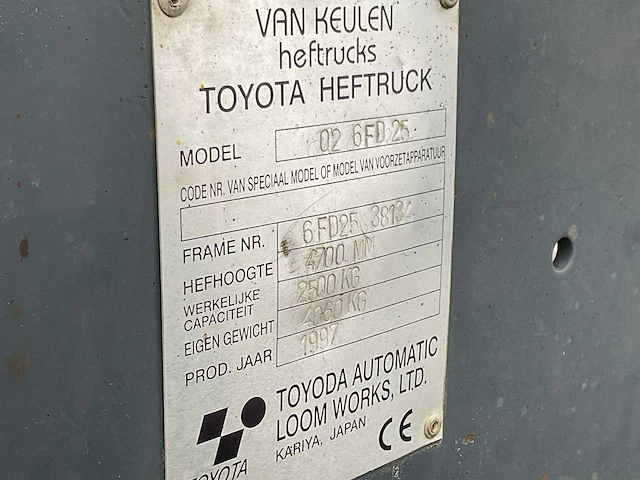 VAN KEULEN
heftrucks
TOYOTA HEFTRUCK
MODEL 02 6FD 25
CODE NR. VAN SPECIAAL MODEL OF MODEL VAN VOORZETAPPARATUUR
FRAME NR. 6FD25 38134
HEFHOOGTE 4700 MM
WERKELIJKE
CAPACITEIT 2500 KG
EIGEN GEWICHT 4060 KG
PROD. JAAR 1997
TOYODA AUTOMATIC
LOOM WORKS, LTD.
KARIYA, JAPAN
CE
TOYOTA